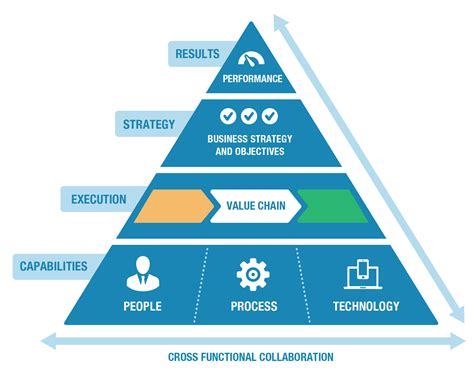 RESULTS
PERFORMANCE
STRATEGY
BUSINESS STRATEGY
AND OBJECTIVES
EXECUTION
VALUE CHAIN
CAPABILITIES
PEOPLE
PROCESS
TECHNOLOGY
CROSS FUNCTIONAL COLLABORATION